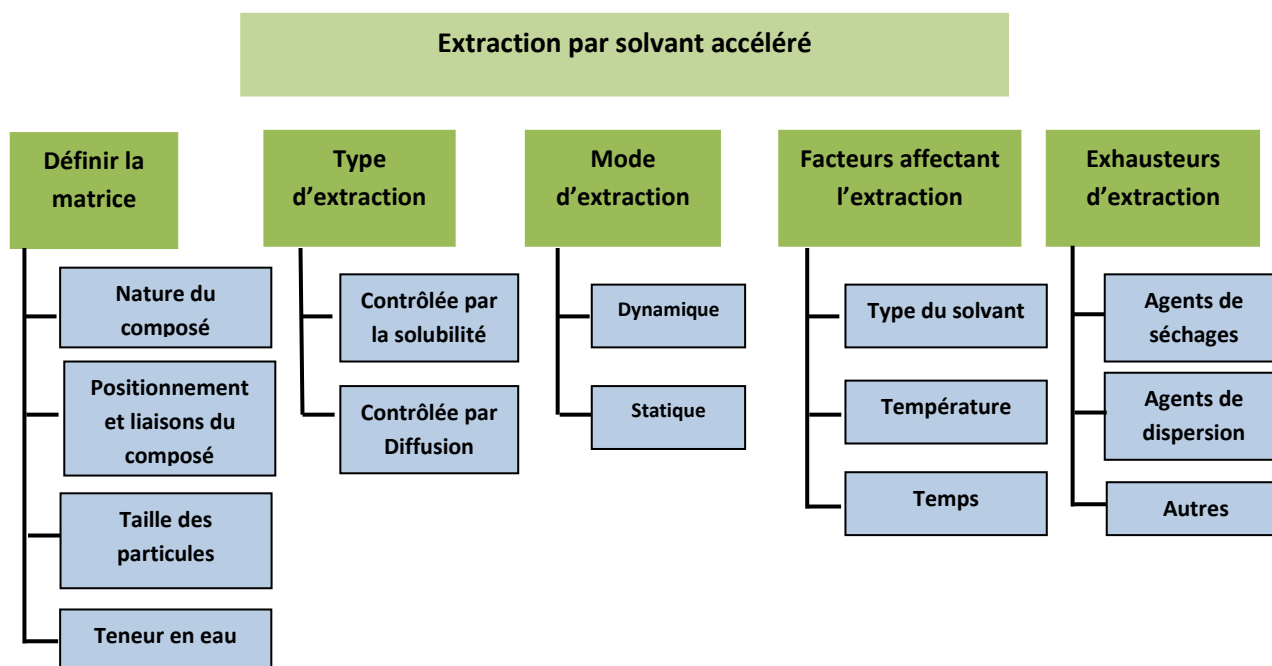 Extraction par solvant accéléré
Définir la
matrice
Nature du
composé
Positionnement
et liaisons du
composé
Taille des
particules
Teneur en eau
Type
d’extraction
Contrôlée par
la solubilité
Contrôlée par
Diffusion
Mode
d’extraction
Dynamique
Statique
Facteurs affectant
l’extraction
Type du solvant
Température
Temps
Exhausteurs
d’extraction
Agents de
séchages
Agents de
dispersion
Autres